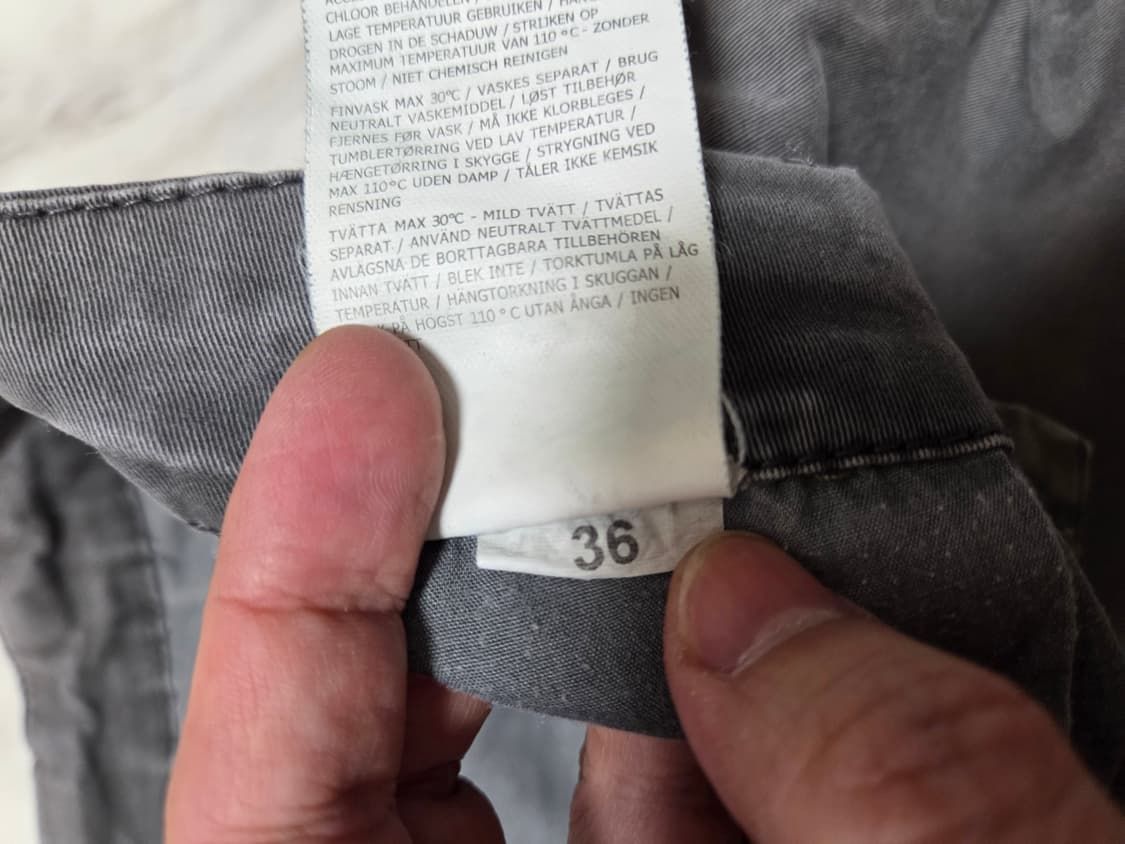 CHLOOR BEHANDELEN /
LAGE TEMPERATUUR GEBRUIKEN /
DROGEN IN DE SCHADUW / STRIJKEN OP
MAXIMUM TEMPERATUUR VAN 110 °C - ZONDER
STOOM / NIET CHEMISCH REINIGEN
FINVASK MAX 30°C / VASKES SEPARAT / BRUG
NEUTRALT VASKEMIDDEL / LØST TILBEHØR
FJERNES FØR VASK / MÅ IKKE KLORBLEGES /
TUMBLERTØRRING VED LAV TEMPERATUR /
HÆNGETØRRING I SKYGGE / STRYGNING VED
MAX 110°C UDEN DAMP / TÅLER IKKE KEMSIK
RENSNING
TVÄTTA MAX 30°C - MILD TVÄTT / TVÄTTAS
SEPARAT / ANVÄND NEUTRALT TVÄTTMEDEL /
AVLÄGSNA DE BORTTAGBARA TILLBEHÖREN
INNAN TVÄTT / BLEK INTE / TORKTUMLA PÅ LÅG
TEMPERATUR / HÄNGTORKNING I SKUGGAN /
PÅ HÖGST 110 °C UTAN ÅNGA / INGEN
36